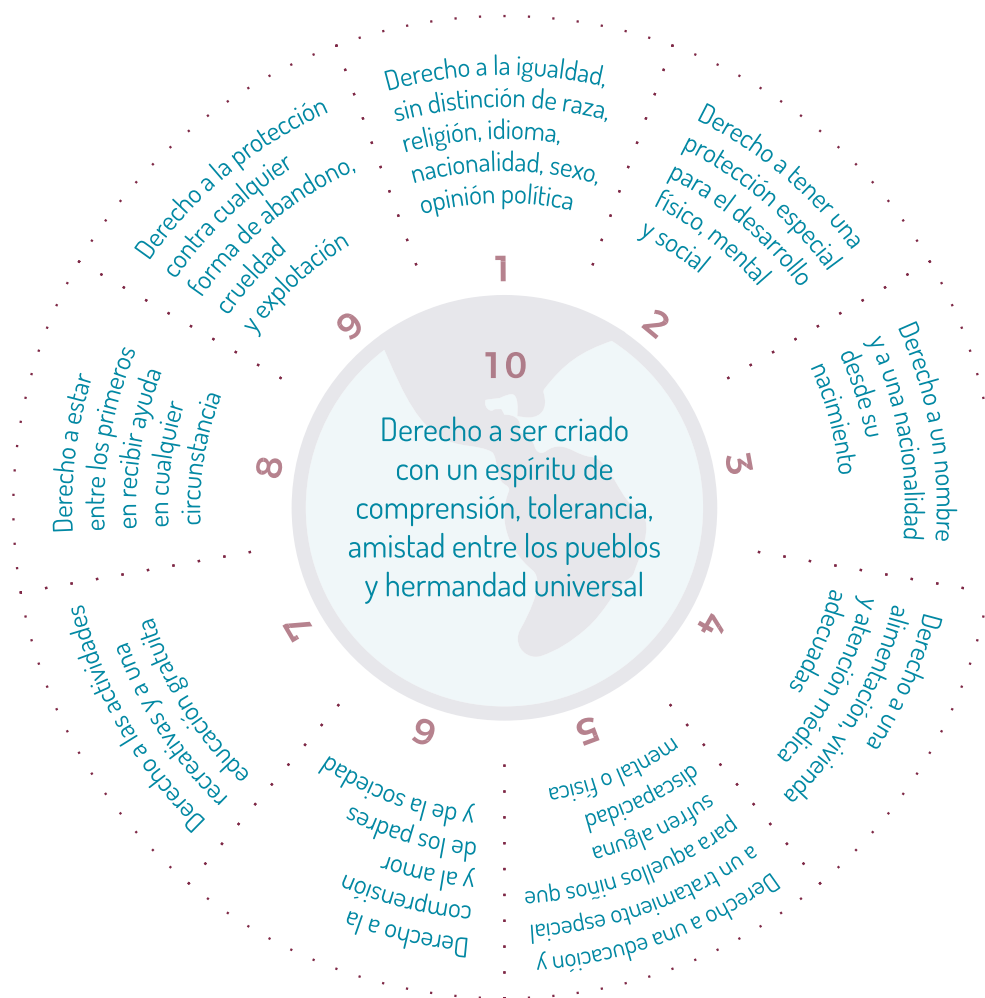 Derecho a la igualdad,
sin distinción de raza,
religión, idioma,
nacionalidad, sexo,
opinión política
1
Derecho a tener una
protección especial
para el desarrollo
físico, mental
y social
2
Derecho a un nombre
y a una nacionalidad
desde su
nacimiento
3
Derecho a una
alimentación, vivienda
y atención médica
adecuadas
4
Derecho a una educación y
a un tratamiento especial
para aquellos niños que
sufren alguna
discapacidad
mental o física
5
Derecho a la
comprensión
y al amor
de los padres
y de la sociedad
6
Derecho a las actividades
recreativas y a una
educación gratuita
7
Derecho a estar
entre los primeros
en recibir ayuda
en cualquier
circunstancia
8
Derecho a la protección
contra cualquier
forma de abandono,
crueldad
y explotación
9
10
Derecho a ser criado
con un espíritu de
comprensión, tolerancia,
amistad entre los pueblos
y hermandad universal